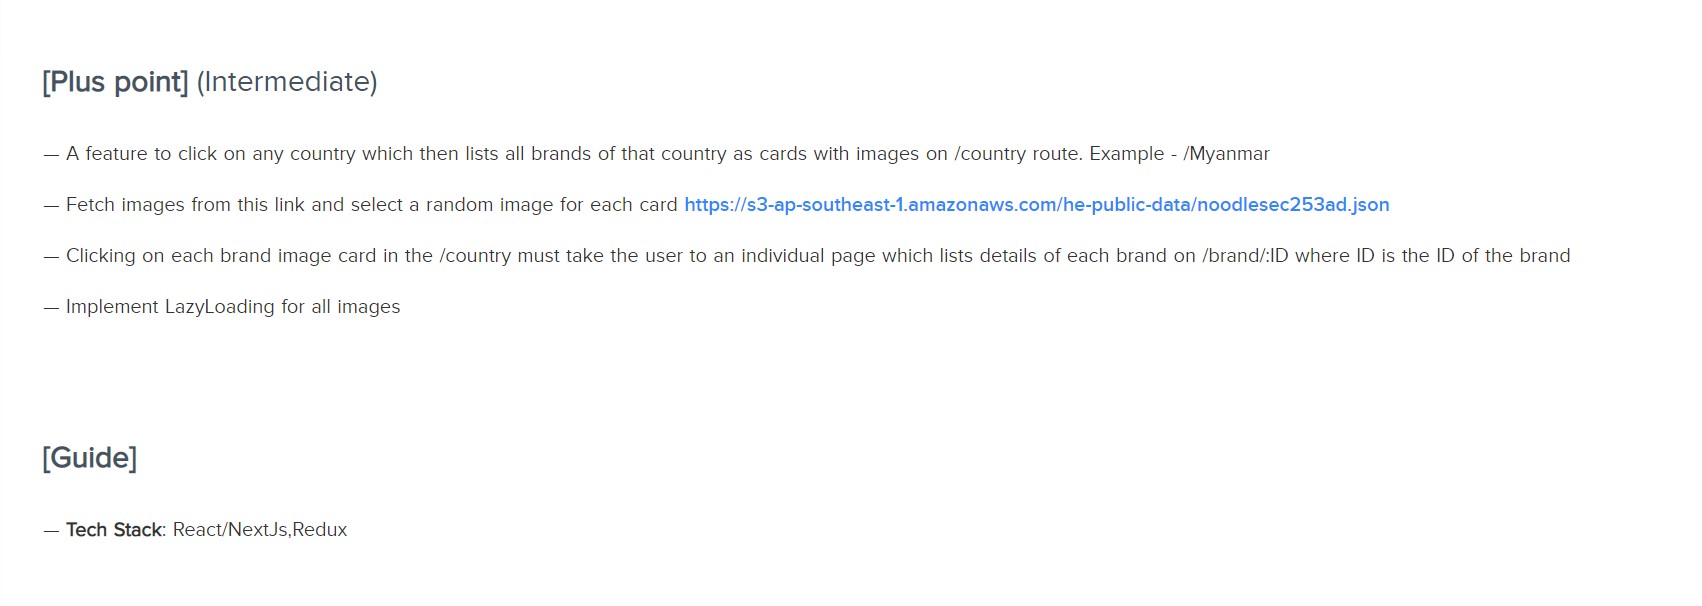 [Plus point] (Intermediate)
— A feature to click on any country which then lists all brands of that country as cards with images on /country route. Example - /Myanmar
— Fetch images from this link and select a random image for each card https://s3-ap-southeast-1.amazonaws.com/he-public-data/noodlesec253ad.json
— Clicking on each brand image card in the /country must take the user to an individual page which lists details of each brand on /brand/:ID where ID is the ID of the brand
— Implement LazyLoading for all images
[Guide]
— Tech Stack: React/NextJs,Redux